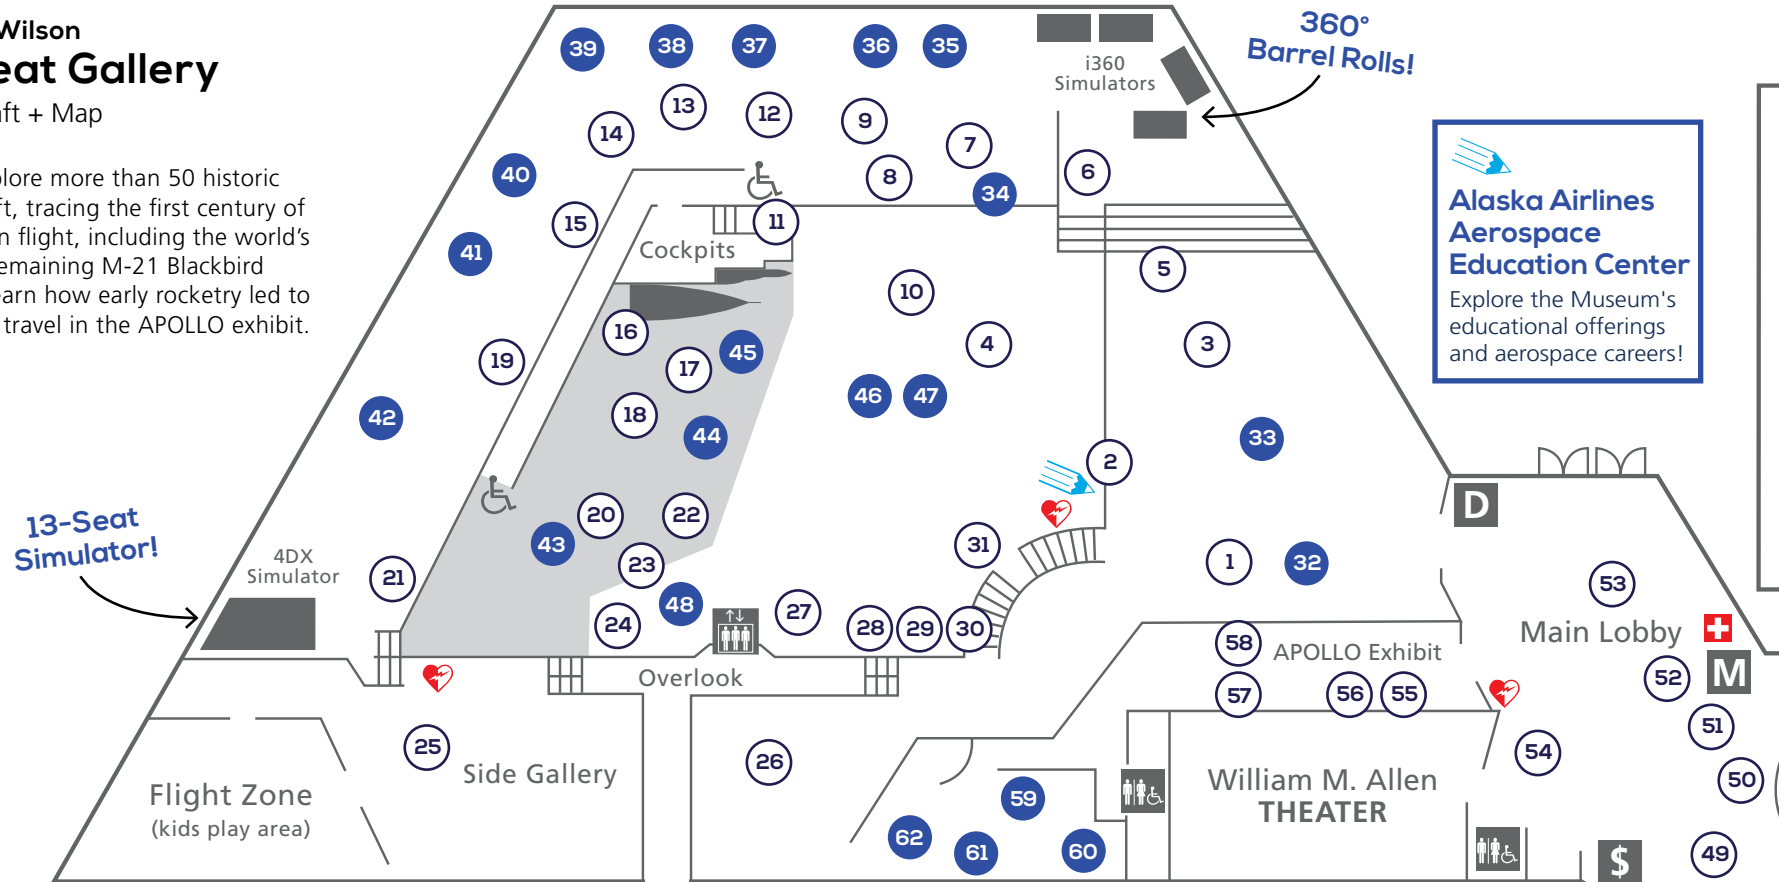 Wilson
eat Gallery
ft + Map
plore more than 50 historic
ft, tracing the first century of
n flight, including the world's
emaining M-21 Blackbird
earn how early rocketry led to
travel in the APOLLO exhibit.
39
38
37
36
35
i360
Simulators
360°
Barrel Rolls!
13
12
9
14
7
8
6
40
34
15
11
Cockpits
41
5
10
16
4
3
45
19
17
46
47
18
42
44
33
2
Alaska Airlines
Aerospace
Education Center
Explore the Museum's
educational offerings
and aerospace careers!
D
13-Seat
Simulator!
4DX
Simulator
20
22
43
31
23
21
1
32
53
48
24
27
28
29
30
Main Lobby
58
APOLLO Exhibit
Overlook
52
M
57
56
55
51
25
26
54
Side Gallery
50
Flight Zone
(kids play area)
William M. Allen
THEATER
59
62
61
60
49
$